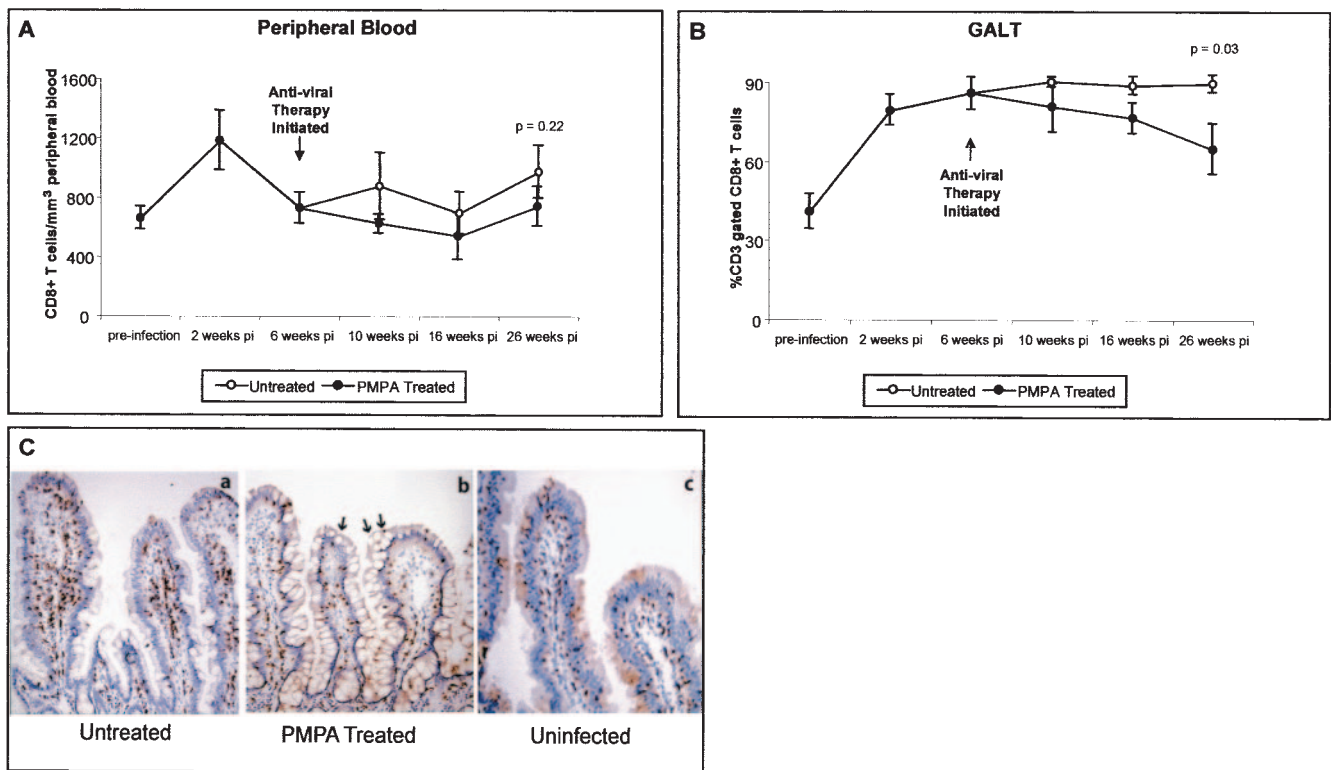 A
Peripheral Blood
CD8+ T cells/mm³ peripheral blood
1600
1200
800
400
0
Anti-viral
Therapy
Initiated
p = 0.22
pre-infection
2 weeks pi
6 weeks pi
10 weeks pi
16 weeks pi
26 weeks pi
Untreated
PMPA Treated
B
GALT
%CD3 gated CD8+ T cells
90
60
30
0
p = 0.03
Anti-viral
Therapy
Initiated
pre-infection
2 weeks pi
6 weeks pi
10 weeks pi
16 weeks pi
26 weeks pi
Untreated
PMPA Treated
C
a
b
c
Untreated
PMPA Treated
Uninfected